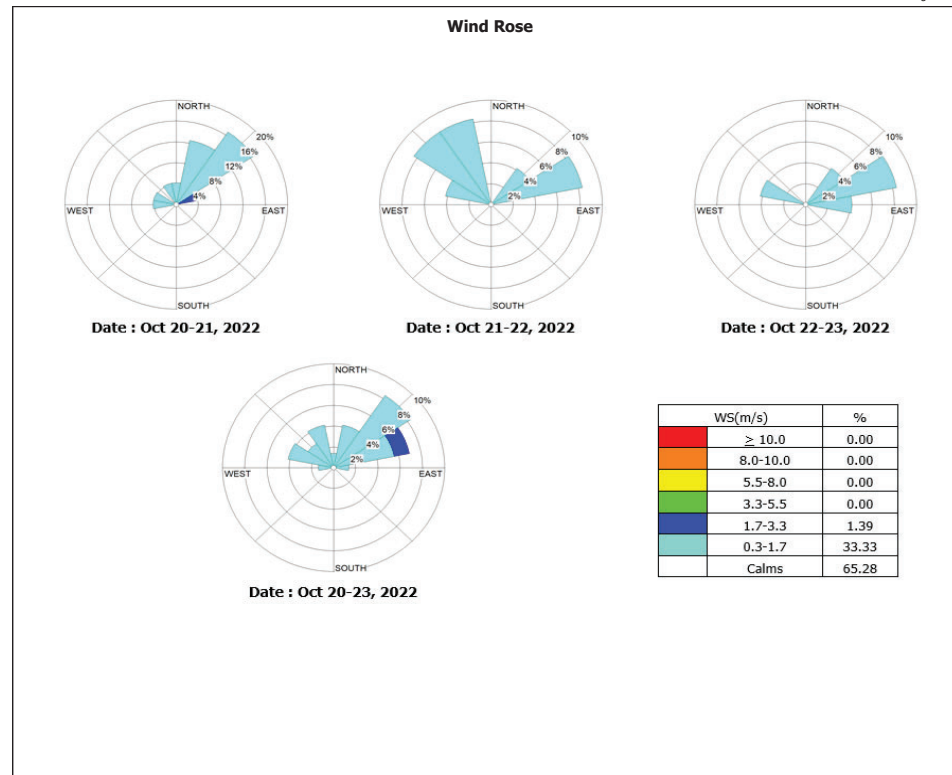 Wind Rose
NORTH
20%
16%
12%
8%
4%
WEST
EAST
SOUTH
Date : Oct 20-21, 2022
NORTH
10%
8%
6%
4%
2%
WEST
EAST
SOUTH
Date : Oct 21-22, 2022
NORTH
10%
8%
6%
4%
2%
WEST
EAST
SOUTH
Date : Oct 22-23, 2022
NORTH
10%
8%
6%
4%
2%
WEST
EAST
SOUTH
Date : Oct 20-23, 2022
WS(m/s) %
≥ 10.0 0.00
8.0-10.0 0.00
5.5-8.0 0.00
3.3-5.5 0.00
1.7-3.3 1.39
0.3-1.7 33.33
Calms 65.28